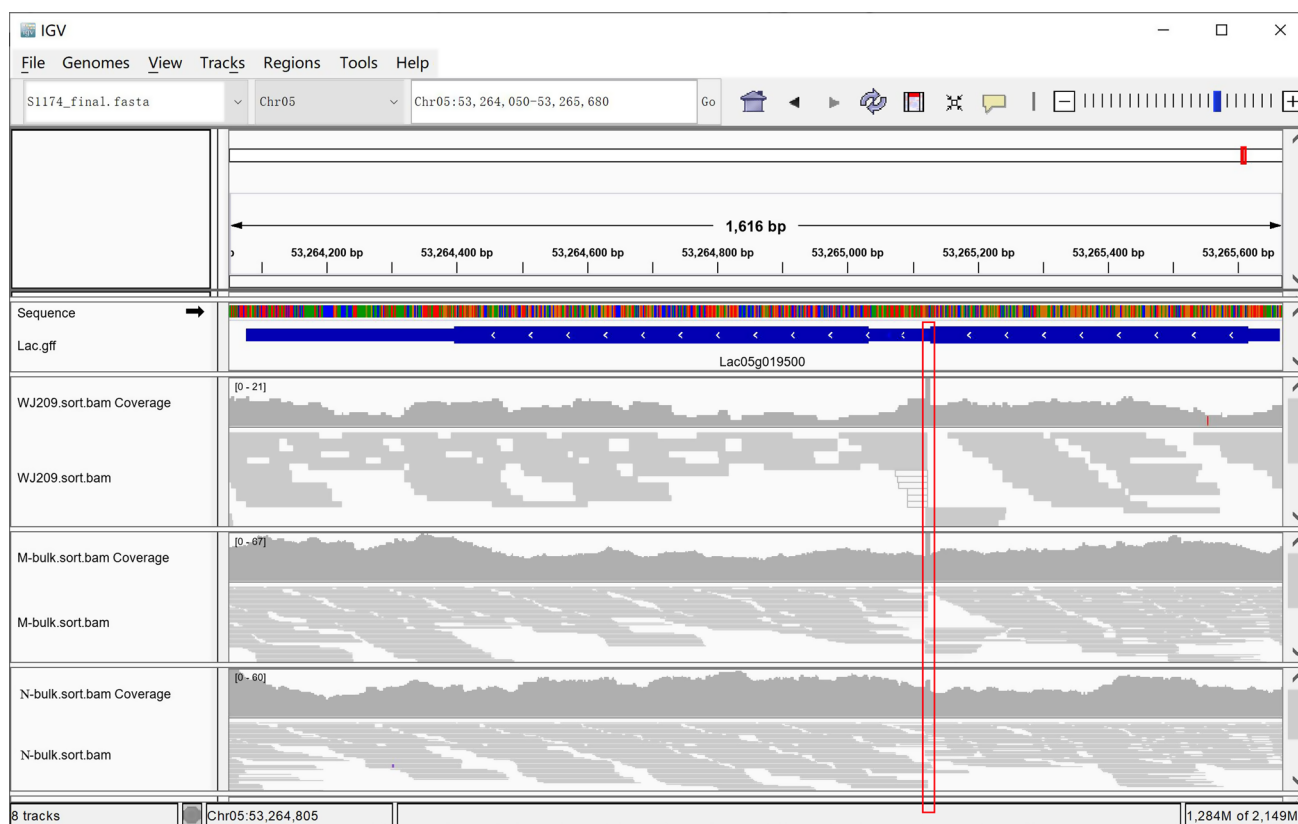 IGV
File Genomes View Tracks Regions Tools Help
S1174_final.fasta Chr05 Chr05:53,264,050-53,265,680 Go
1,616 bp
53,264,200 bp 53,264,400 bp 53,264,600 bp 53,264,800 bp 53,265,000 bp 53,265,200 bp 53,265,400 bp 53,265,600 bp
Sequence
Lac.gff
Lac05g019500
[0 - 21]
WJ209.sort.bam Coverage
WJ209.sort.bam
[0 - 67]
M-bulk.sort.bam Coverage
M-bulk.sort.bam
[0 - 60]
N-bulk.sort.bam Coverage
N-bulk.sort.bam
8 tracks Chr05:53,264,805 1,284M of 2,149M